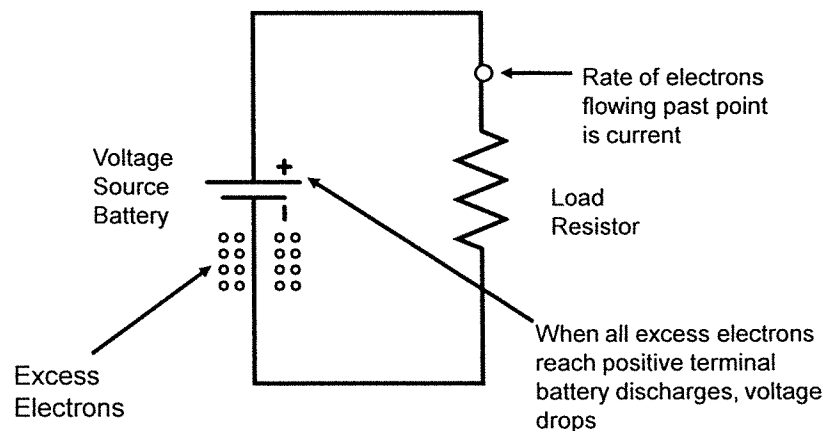 Rate of electrons
flowing past point
is current
Voltage
Source
Battery
+
–
Load
Resistor
When all excess electrons
reach positive terminal
battery discharges, voltage
drops
Excess
Electrons